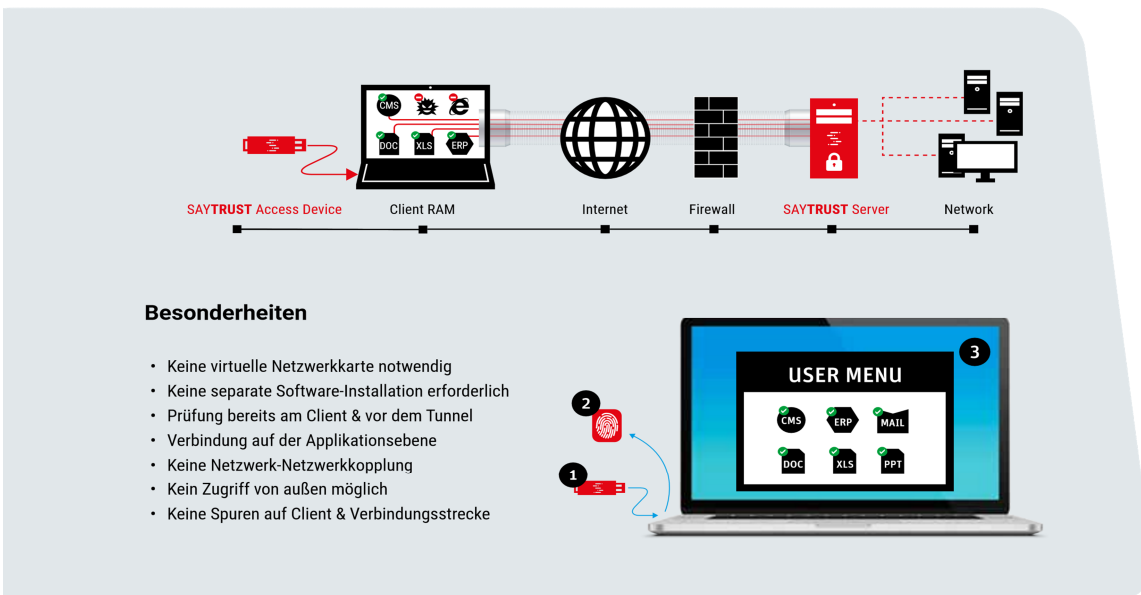 CMS
DOC
XLS
ERP
SAYTRUST Access Device
Client RAM
Internet
Firewall
SAYTRUST Server
Network
Besonderheiten
• Keine virtuelle Netzwerkkarte notwendig
• Keine separate Software-Installation erforderlich
• Prüfung bereits am Client & vor dem Tunnel
• Verbindung auf der Applikationsebene
• Keine Netzwerk-Netzwerkkopplung
• Kein Zugriff von außen möglich
• Keine Spuren auf Client & Verbindungsstrecke
1
2
3
USER MENU
CMS
ERP
MAIL
DOC
XLS
PPT